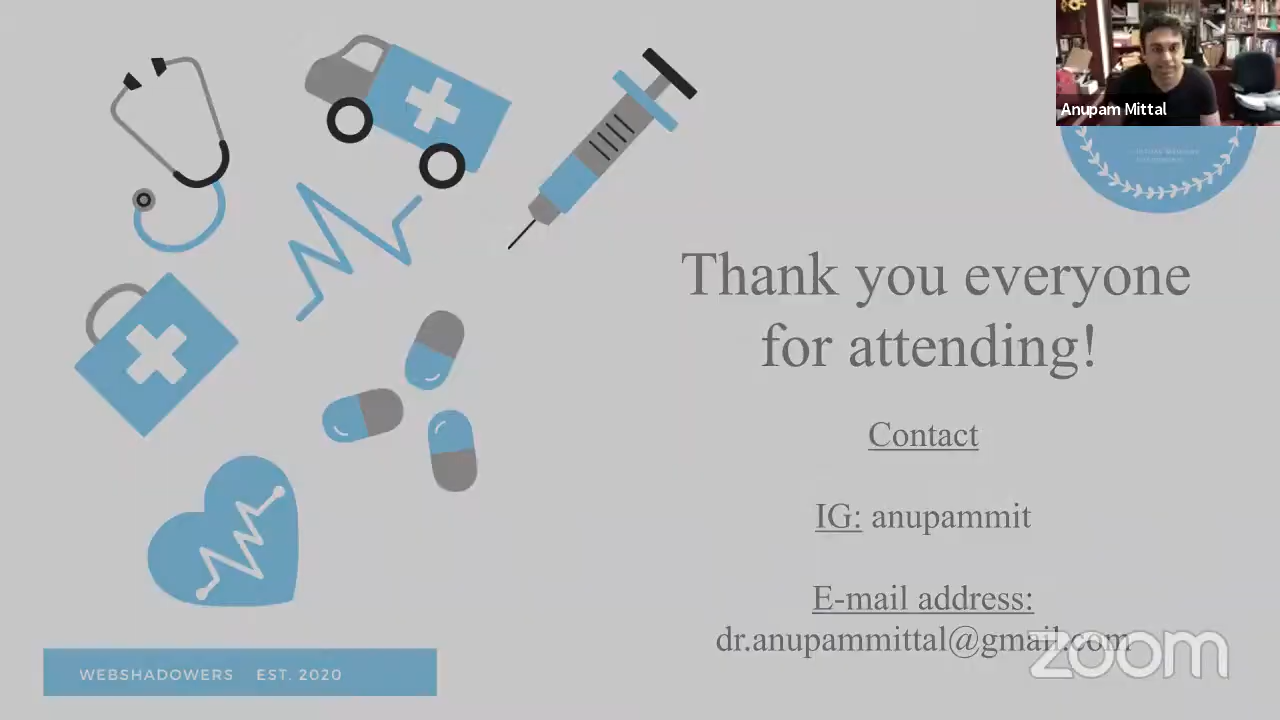 Anupam Mittal
Thank you everyone
for attending!
Contact
IG: anupammit
E-mail address:
dr.anupammittal@gmail.com
zoom
WEBSHADOWERS EST. 2020